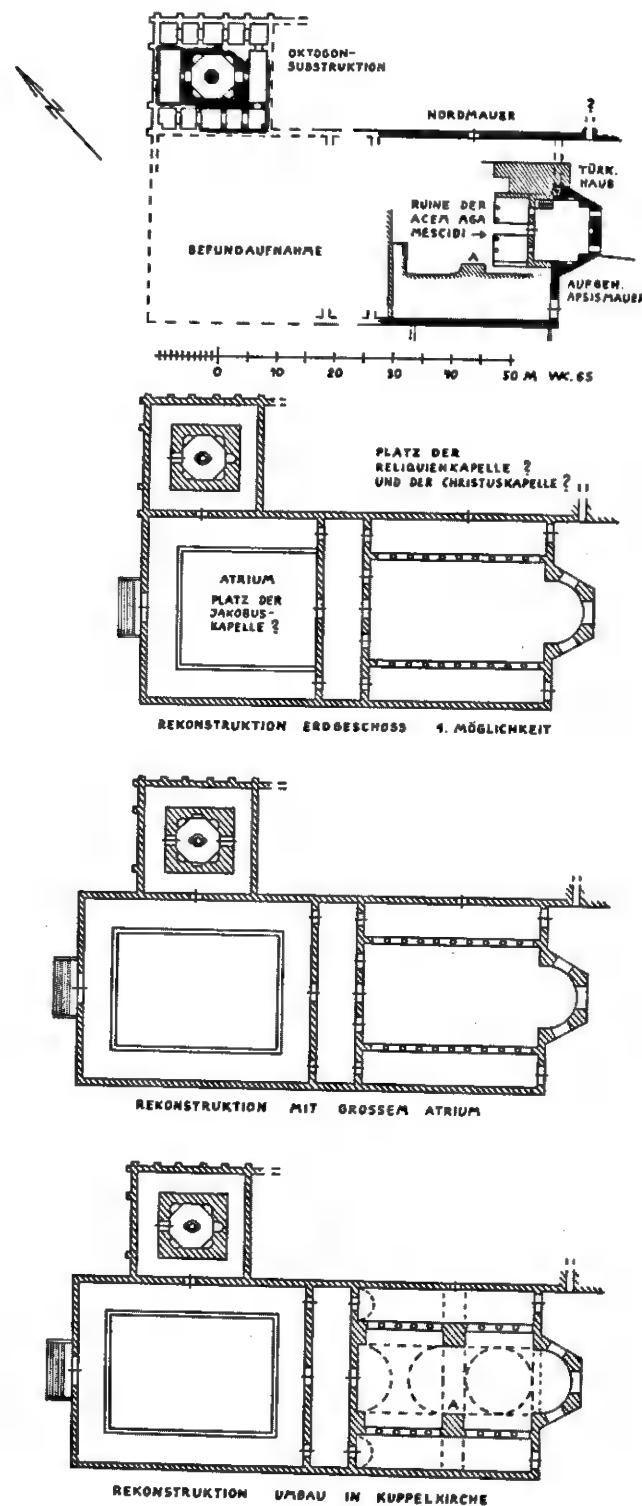 OKTOGON-
SUBSTRUKTION
NORDMAUER
?
TÜRK.
HAUS
RUINE DER
ACEM AGA
MESCIDI
BEFUNDAUFNAHME
A
AUFGEH.
APSISMAUER
0 10 20 30 40 50 M WK. 65
PLATZ DER
RELIQUIENKAPELLE ?
UND DER CHRISTUSKAPELLE ?
ATRIUM
PLATZ DER
JAKOBUS-
KAPELLE ?
REKONSTRUKTION ERDGESCHOSS 1. MÖGLICHKEIT
REKONSTRUKTION MIT GROSSEM ATRIUM
A
REKONSTRUKTION UMBAU IN KUPPELKIRCHE